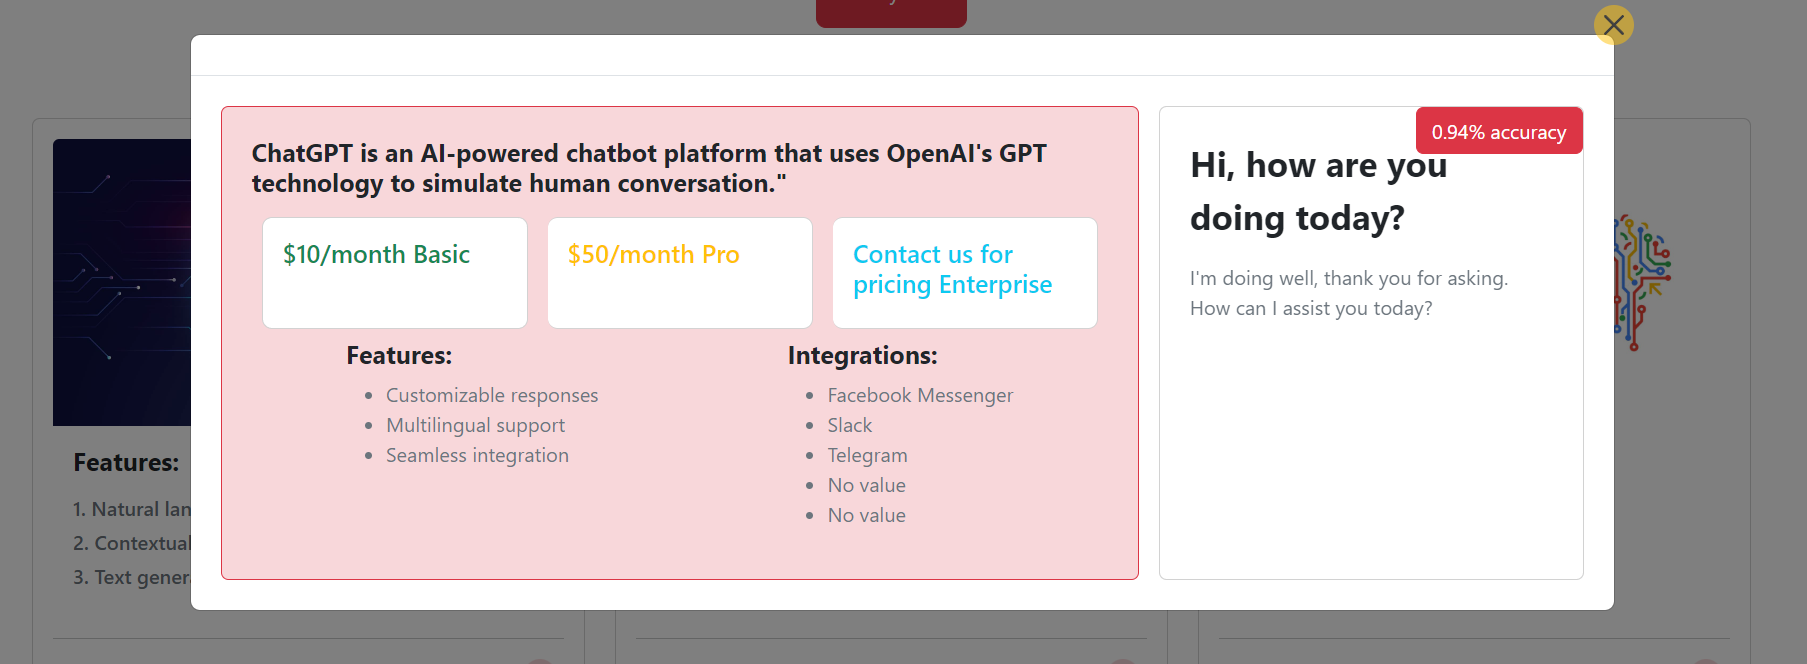 ChatGPT is an AI-powered chatbot platform that uses OpenAI's GPT
technology to simulate human conversation."
$10/month Basic
$50/month Pro
Contact us for
pricing Enterprise
Features:
• Customizable responses
• Multilingual support
• Seamless integration
Integrations:
• Facebook Messenger
• Slack
• Telegram
• No value
• No value
0.94% accuracy
Hi, how are you
doing today?
I'm doing well, thank you for asking.
How can I assist you today?
Features:
1. Natural lan
2. Contextual
3. Text gener